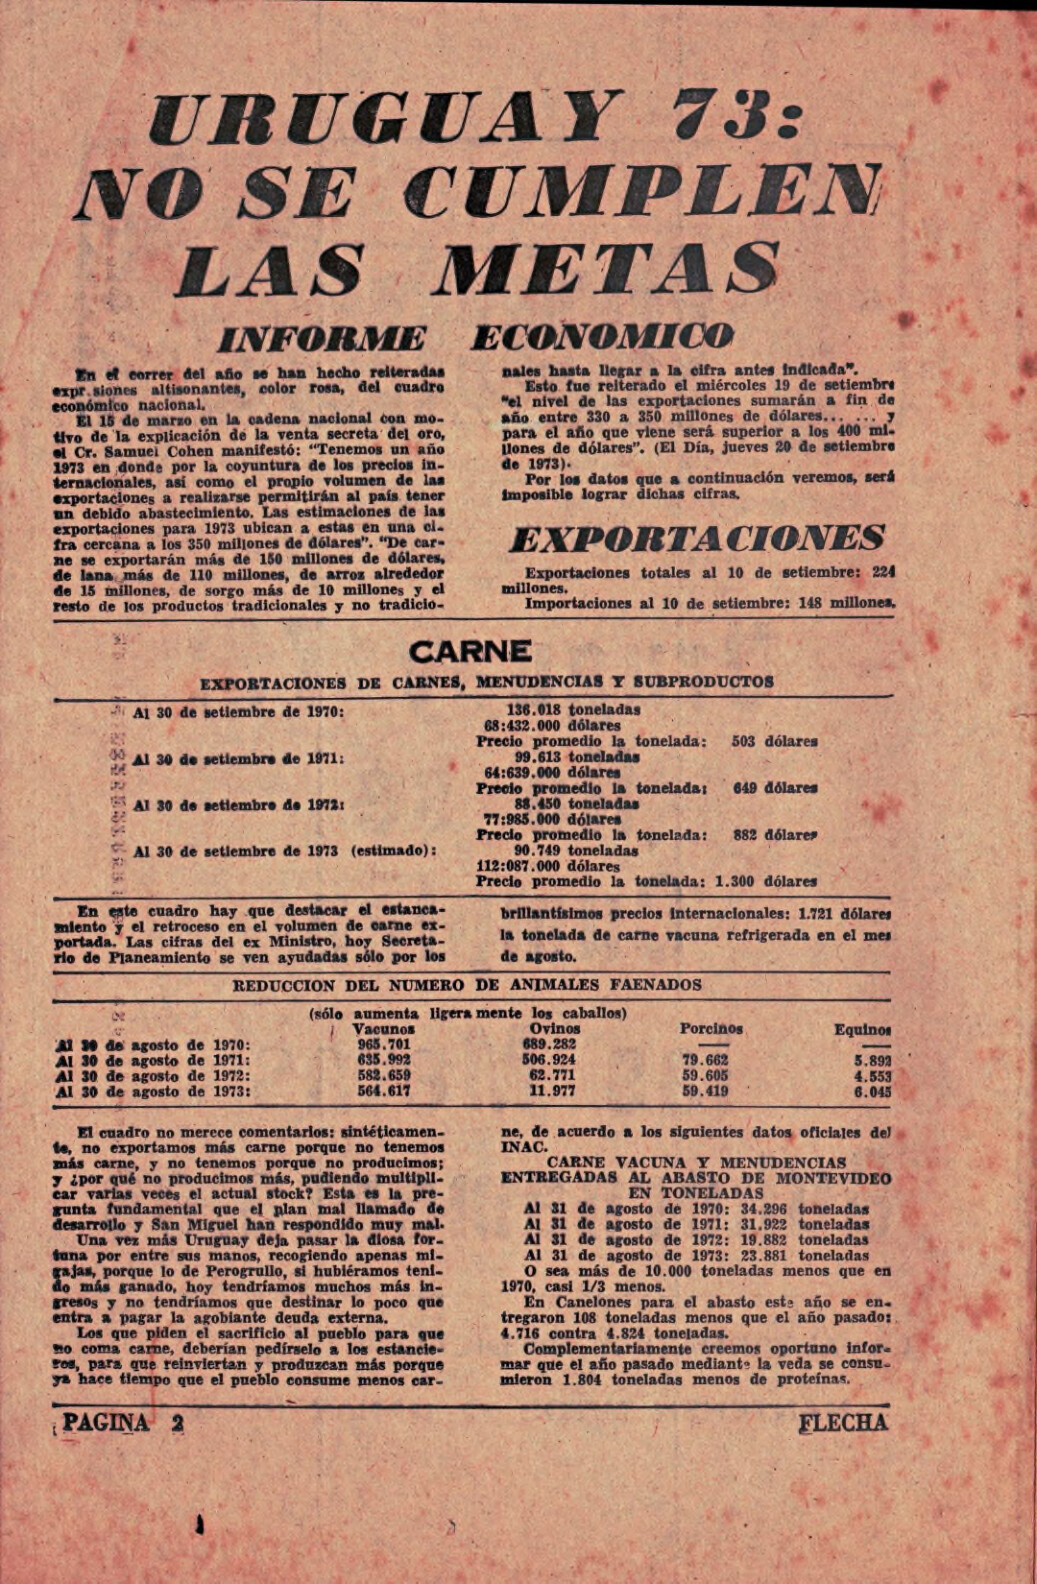 URUGUAY 73:
NO SE CUMPLEN
LAS METAS
INFORME ECONOMICO
En el correr del año se han hecho reiteradas
expr siones altisonantes, color rosa, del cuadro
económico nacional.
El 15 de marzo en la cadena nacional con mo-
tivo de la explicación de la venta secreta del oro,
el Cr. Samuel Cohen manifestó: "Tenemos un año
1973 en donde por la coyuntura de los precios in-
ternacionales, así como el propio volumen de las
exportaciones a realizarse permitirán al país tener
un debido abastecimiento. Las estimaciones de las
exportaciones para 1973 ubican a estas en una ci-
fra cercana a los 350 millones de dólares". "De car-
ne se exportarán más de 150 millones de dólares,
de lana más de 110 millones, de arroz alrededor
de 15 millones, de sorgo más de 10 millones y el
resto de los productos tradicionales y no tradicio-
nales hasta llegar a la cifra antes indicada".
Esto fue reiterado el miércoles 19 de setiembre
"el nivel de las exportaciones sumarán a fin de
año entre 330 a 350 millones de dólares... ... y
para el año que viene será superior a los 400 mi-
llones de dólares". (El Día, jueves 20 de setiembre
de 1973).
Por los datos que a continuación veremos, será
imposible lograr dichas cifras.
EXPORTACIONES
Exportaciones totales al 10 de setiembre: 224
millones.
Importaciones al 10 de setiembre: 148 millones.
CARNE
EXPORTACIONES DE CARNES, MENUDENCIAS Y SUBPRODUCTOS
Al 30 de setiembre de 1970: 136.018 toneladas
68:432.000 dólares
Precio promedio la tonelada: 503 dólares
Al 30 de setiembre de 1971: 99.613 toneladas
64:639.000 dólares
Precio promedio la tonelada: 649 dólares
Al 30 de setiembre de 1972: 88.450 toneladas
77:985.000 dólares
Precio promedio la tonelada: 882 dólares
Al 30 de setiembre de 1973 (estimado): 90.749 toneladas
112:087.000 dólares
Precio promedio la tonelada: 1.300 dólares
En este cuadro hay que destacar el estanca-
miento y el retroceso en el volumen de carne ex-
portada. Las cifras del ex Ministro, hoy Secreta-
rio de Planeamiento se ven ayudadas sólo por los
brillantísimos precios internacionales: 1.721 dólares
la tonelada de carne vacuna refrigerada en el mes
de agosto.
REDUCCION DEL NUMERO DE ANIMALES FAENADOS
(sólo aumenta ligera mente los caballos)
Vacunos Ovinos Porcinos Equinos
Al 30 de agosto de 1970: 965.701 689.282 —— ——
Al 30 de agosto de 1971: 635.992 506.924 79.662 5.892
Al 30 de agosto de 1972: 582.659 62.771 59.605 4.553
Al 30 de agosto de 1973: 564.617 11.977 59.419 6.045
El cuadro no merece comentarios: sintéticamen-
te, no exportamos más carne porque no tenemos
más carne, y no tenemos porque no producimos;
y ¿por qué no producimos más, pudiendo multipli-
car varias veces el actual stock? Esta es la pre-
gunta fundamental que el plan mal llamado de
desarrollo y San Miguel han respondido muy mal.
Una vez más Uruguay deja pasar la diosa for-
tuna por entre sus manos, recogiendo apenas mi-
gajas, porque lo de Perogrullo, si hubiéramos teni-
do más ganado, hoy tendríamos muchos más in-
gresos y no tendríamos que destinar lo poco que
entra a pagar la agobiante deuda externa.
Los que piden el sacrificio al pueblo para que
no coma carne, deberían pedírselo a los estancie-
ros, para que reinviertan y produzcan más porque
ya hace tiempo que el pueblo consume menos car-
ne, de acuerdo a los siguientes datos oficiales del
INAC.
CARNE VACUNA Y MENUDENCIAS
ENTREGADAS AL ABASTO DE MONTEVIDEO
EN TONELADAS
Al 31 de agosto de 1970: 34.296 toneladas
Al 31 de agosto de 1971: 31.922 toneladas
Al 31 de agosto de 1972: 19.882 toneladas
Al 31 de agosto de 1973: 23.881 toneladas
O sea más de 10.000 toneladas menos que en
1970, casi 1/3 menos.
En Canelones para el abasto este año se en-
tregaron 108 toneladas menos que el año pasado:
4.716 contra 4.824 toneladas.
Complementariamente creemos oportuno infor-
mar que el año pasado mediante la veda se consu-
mieron 1.804 toneladas menos de proteínas.
PAGINA 2 FLECHA